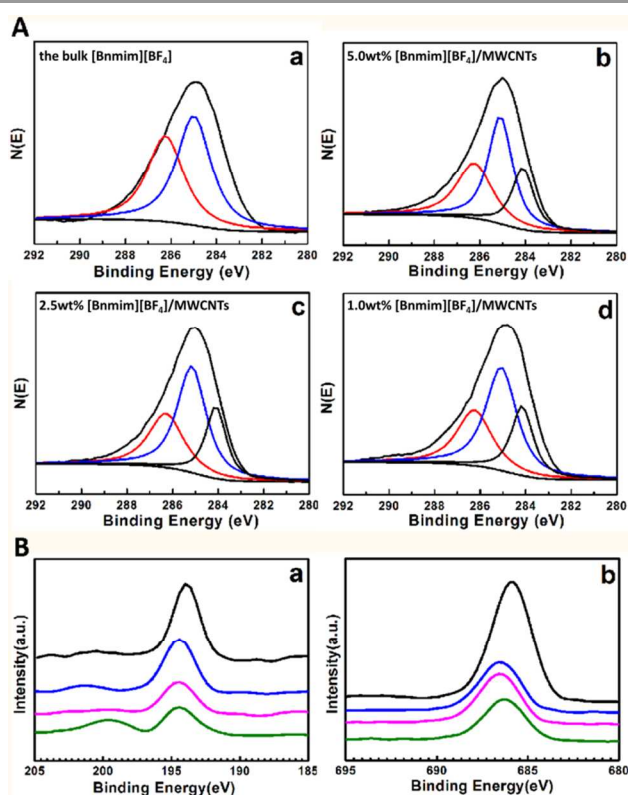 A
the bulk [Bnmim][BF4]
a
N(E)
292 290 288 286 284 282 280
Binding Energy (eV)
5.0wt% [Bnmim][BF4]/MWCNTs
b
N(E)
292 290 288 286 284 282 280
Binding Energy (eV)
2.5wt% [Bnmim][BF4]/MWCNTs
c
N(E)
292 290 288 286 284 282 280
Binding Energy (eV)
1.0wt% [Bnmim][BF4]/MWCNTs
d
N(E)
292 290 288 286 284 282 280
Binding Energy (eV)
B
a
Intensity(a.u.)
205 200 195 190 185
Binding Energy(eV)
b
Intensity(a.u.)
695 690 685 680
Binding Energy(eV)